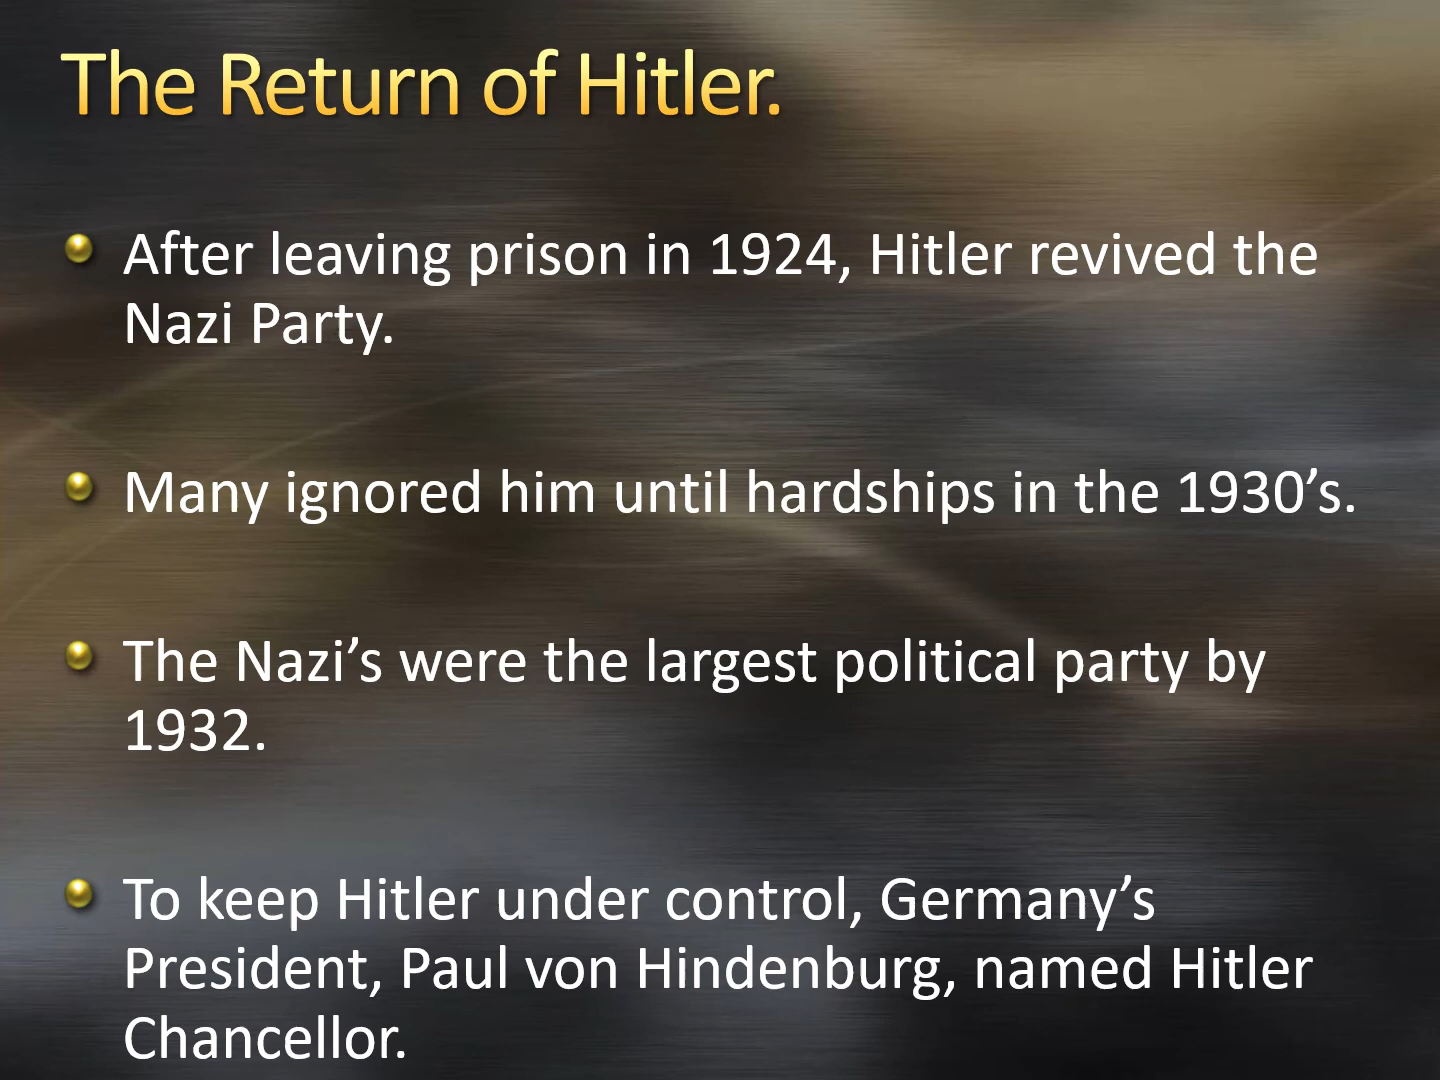 The Return of Hitler.
After leaving prison in 1924, Hitler revived the
Nazi Party.
Many ignored him until hardships in the 1930’s.
The Nazi’s were the largest political party by
1932.
To keep Hitler under control, Germany’s
President, Paul von Hindenburg, named Hitler
Chancellor.